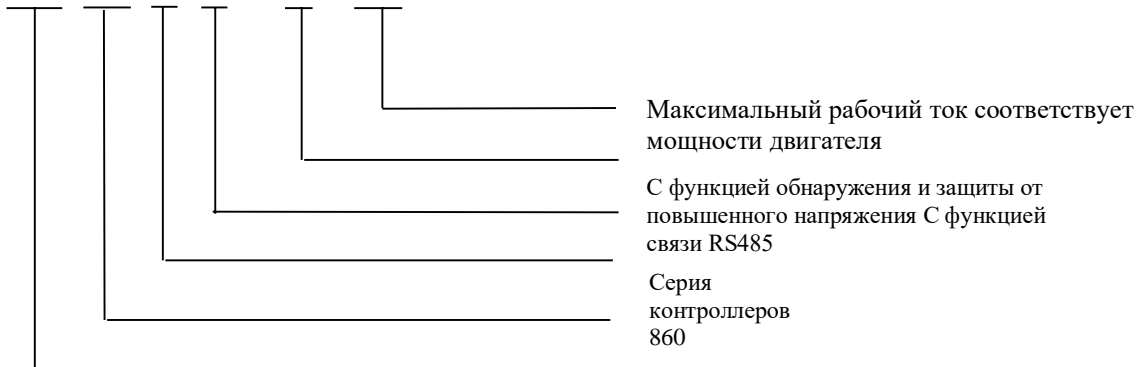 Максимальный рабочий ток соответствует
мощности двигателя
С функцией обнаружения и защиты от
повышенного напряжения С функцией
связи RS485
Серия
контроллеров
860